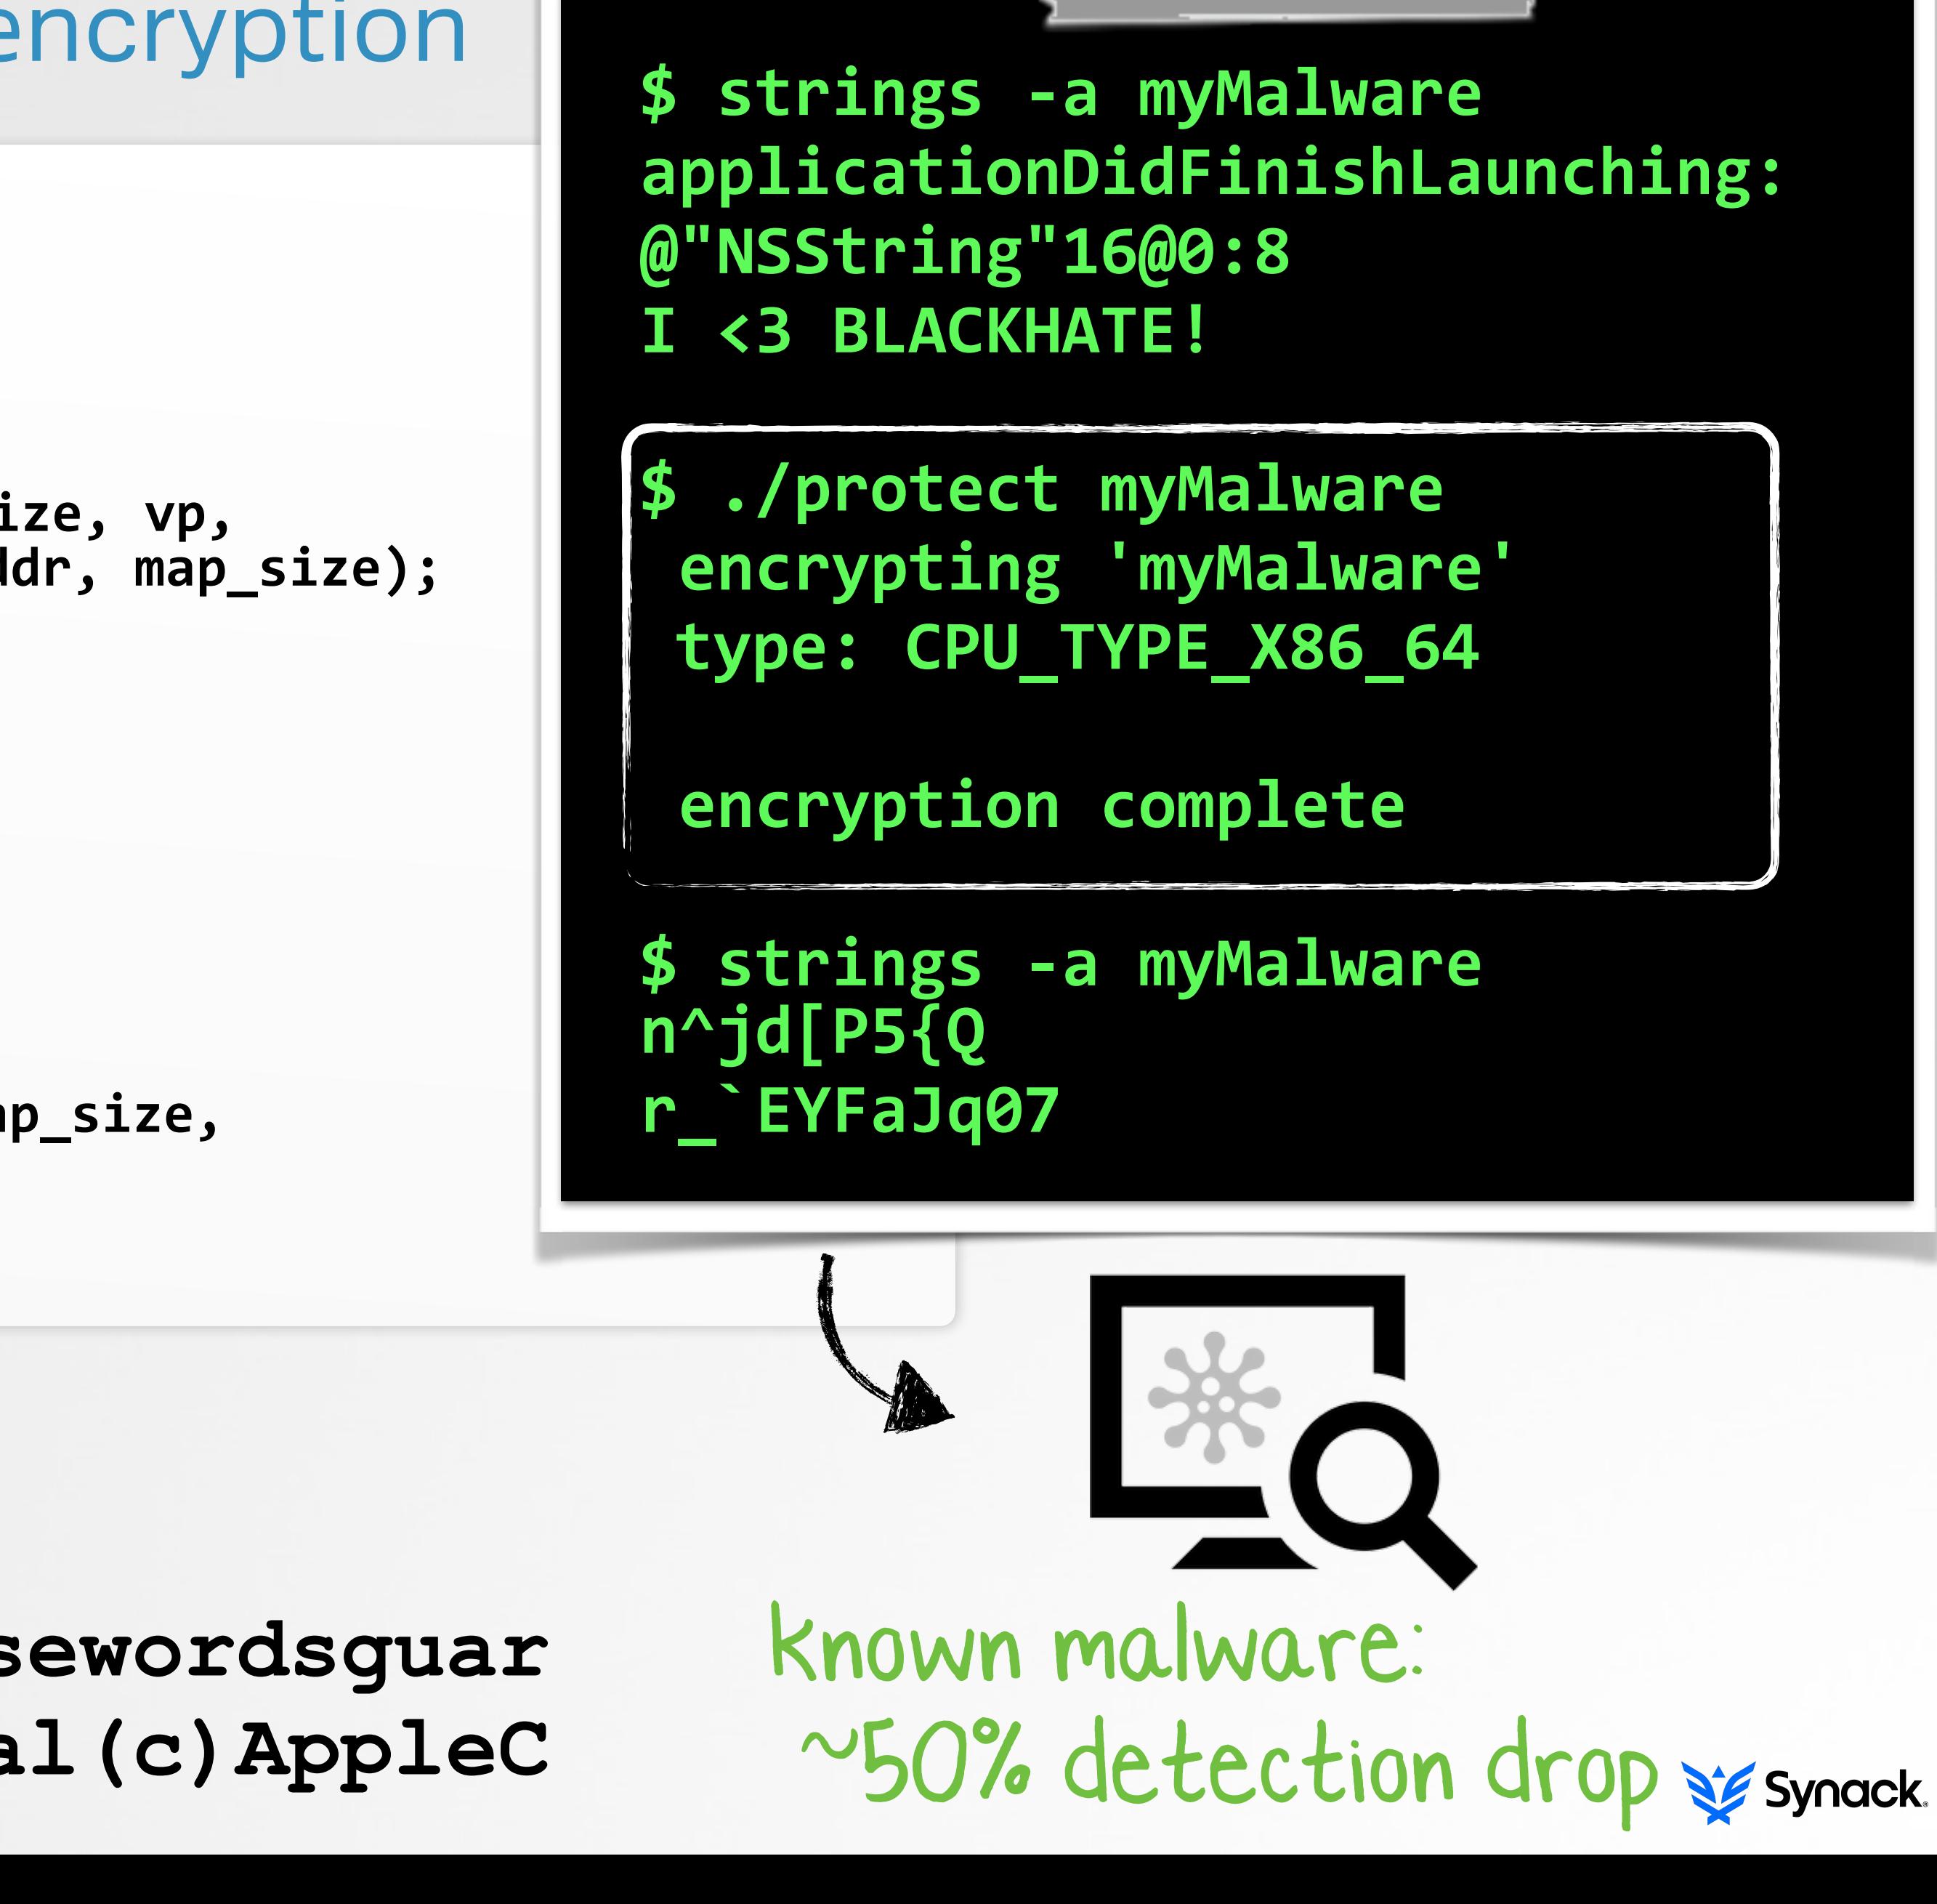 encryption
$ strings -a myMalware
applicationDidFinishLaunching:
@"NSString"16@0:8
I <3 BLACKHATE!
$ ./protect myMalware
encrypting 'myMalware'
type: CPU_TYPE_X86_64
encryption complete
$ strings -a myMalware
n^jd[P5{Q
r_`EYFaJq07
ize, vp,
ddr, map_size);
ap_size,
sewordsguar
al(c)AppleC
known malware:
~50% detection drop
Synack